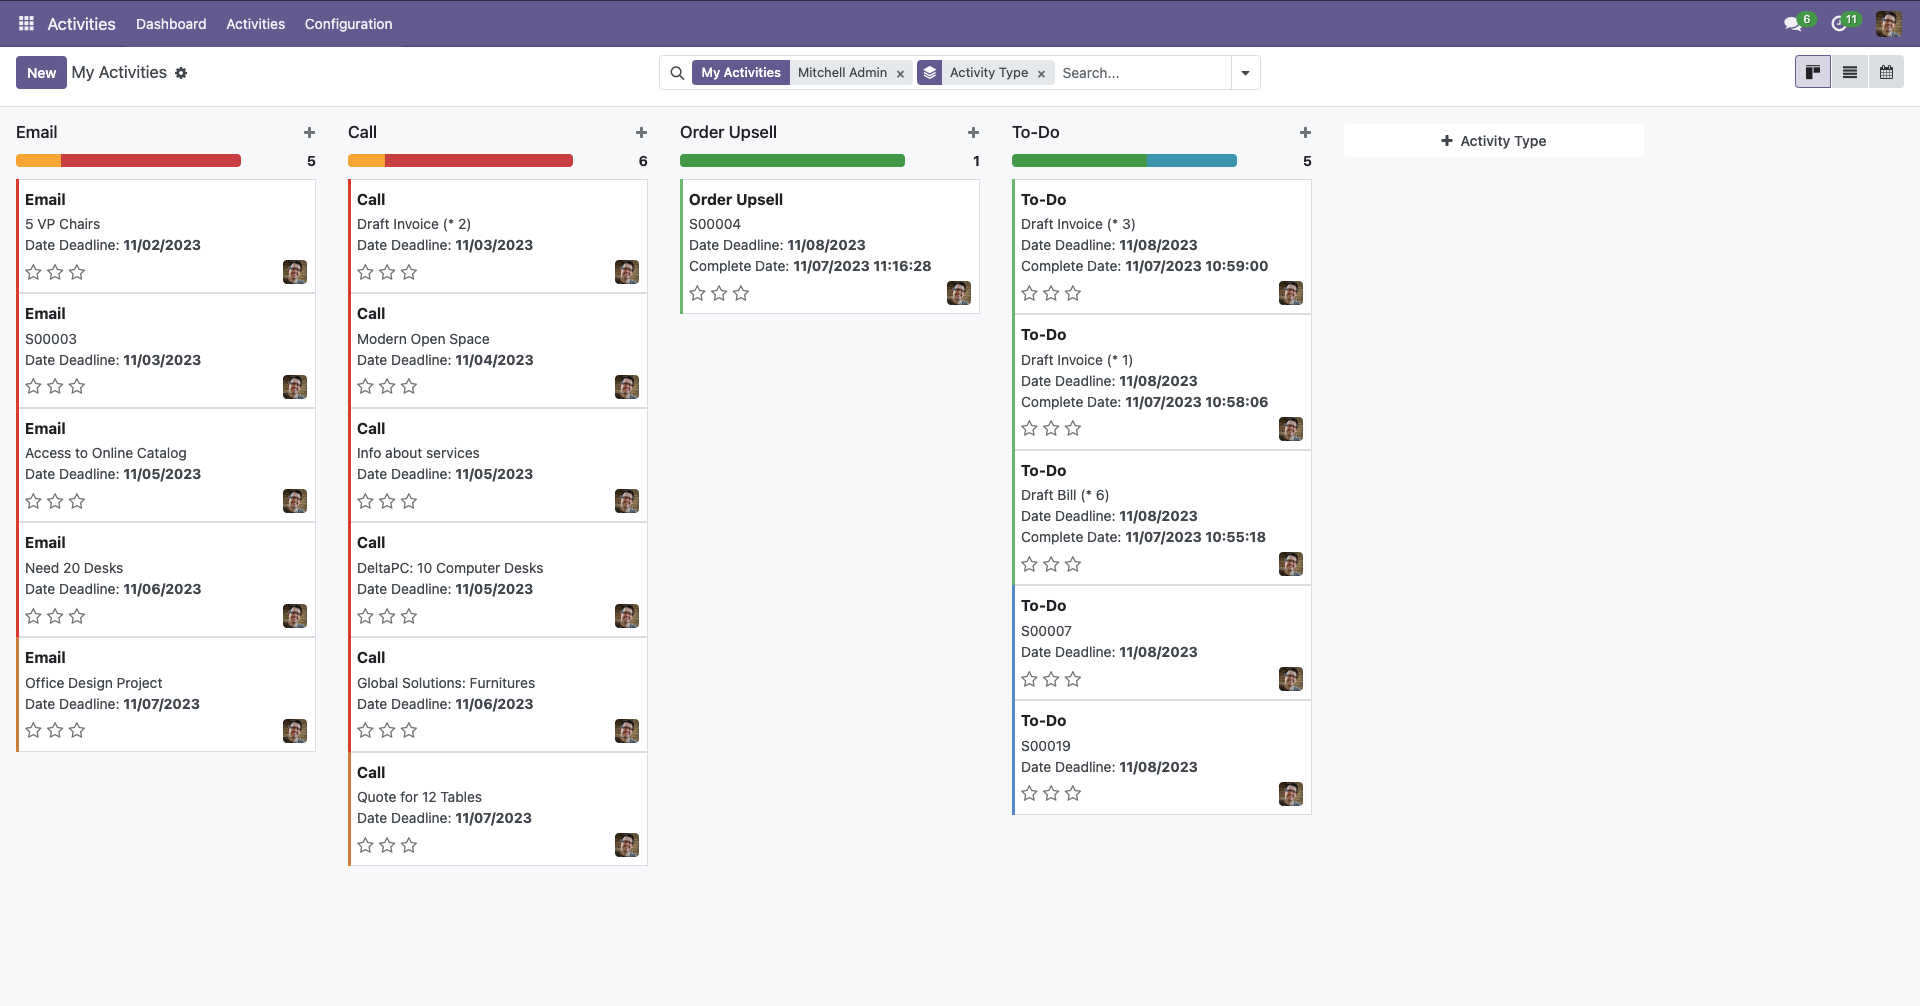 Activities Dashboard Activities Configuration 6 11
New My Activities My Activities Mitchell Admin × Activity Type × Search...
Email +
5
Email
5 VP Chairs
Date Deadline: 11/02/2023
Email
S00003
Date Deadline: 11/03/2023
Email
Access to Online Catalog
Date Deadline: 11/05/2023
Email
Need 20 Desks
Date Deadline: 11/06/2023
Email
Office Design Project
Date Deadline: 11/07/2023
Call +
6
Call
Draft Invoice (* 2)
Date Deadline: 11/03/2023
Call
Modern Open Space
Date Deadline: 11/04/2023
Call
Info about services
Date Deadline: 11/05/2023
Call
DeltaPC: 10 Computer Desks
Date Deadline: 11/05/2023
Call
Global Solutions: Furnitures
Date Deadline: 11/06/2023
Call
Quote for 12 Tables
Date Deadline: 11/07/2023
Order Upsell +
1
Order Upsell
S00004
Date Deadline: 11/08/2023
Complete Date: 11/07/2023 11:16:28
To-Do +
5
To-Do
Draft Invoice (* 3)
Date Deadline: 11/08/2023
Complete Date: 11/07/2023 10:59:00
To-Do
Draft Invoice (* 1)
Date Deadline: 11/08/2023
Complete Date: 11/07/2023 10:58:06
To-Do
Draft Bill (* 6)
Date Deadline: 11/08/2023
Complete Date: 11/07/2023 10:55:18
To-Do
S00007
Date Deadline: 11/08/2023
To-Do
S00019
Date Deadline: 11/08/2023
+ Activity Type